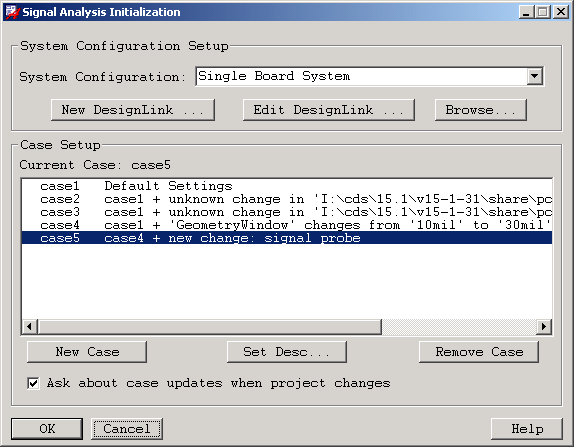 Signal Analysis Initialization
System Configuration Setup
System Configuration: Single Board System
New DesignLink ... Edit DesignLink ... Browse...
Case Setup
Current Case: case5
case1 Default Settings
case2 case1 + unknown change in 'I:\cds\15.1\v15-1-31\share\pc
case3 case1 + unknown change in 'I:\cds\15.1\v15-1-31\share\pc
case4 case1 + 'GeometryWindow' changes from '10mil' to '30mil'
case5 case4 + new change: signal probe
New Case Set Desc... Remove Case
Ask about case updates when project changes
OK Cancel Help